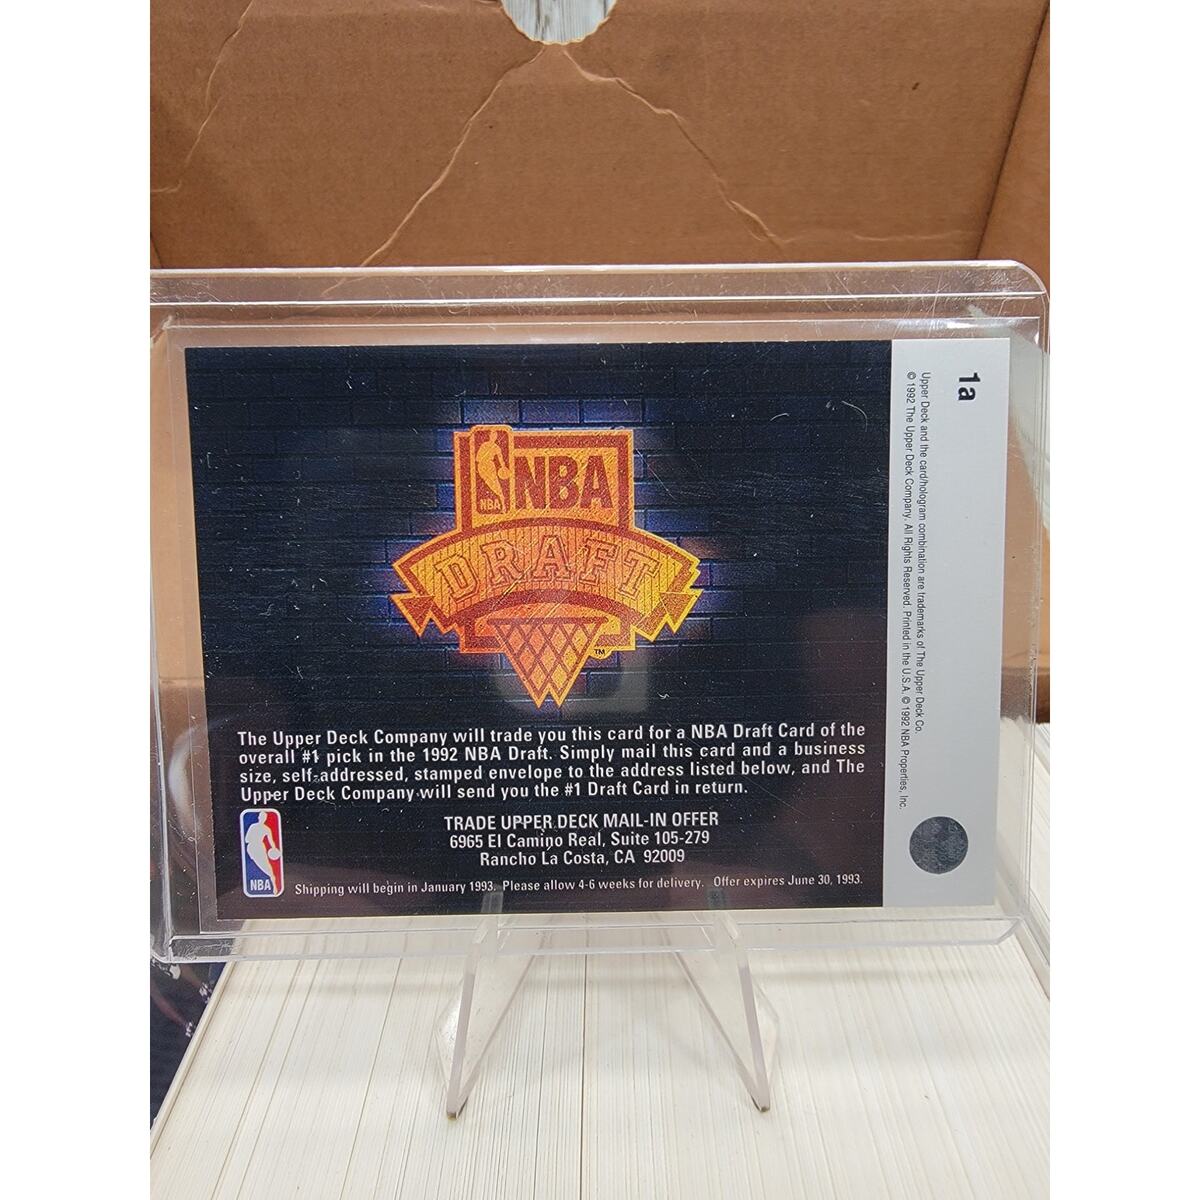 NBA
NBA
DRAFT
TM
The Upper Deck Company will trade you this card for a NBA Draft Card of the
overall #1 pick in the 1992 NBA Draft. Simply mail this card and a business
size, self-addressed, stamped envelope to the address listed below, and The
Upper Deck Company will send you the #1 Draft Card in return.
TRADE UPPER DECK MAIL-IN OFFER
6965 El Camino Real, Suite 105-279
Rancho La Costa, CA 92009
NBA
Shipping will begin in January 1993. Please allow 4-6 weeks for delivery. Offer expires June 30, 1993.
1a
Upper Deck and the card/hologram combination are trademarks of The Upper Deck Co.
© 1992 The Upper Deck Company. All Rights Reserved. Printed in the U.S.A. © 1992 NBA Properties, Inc.